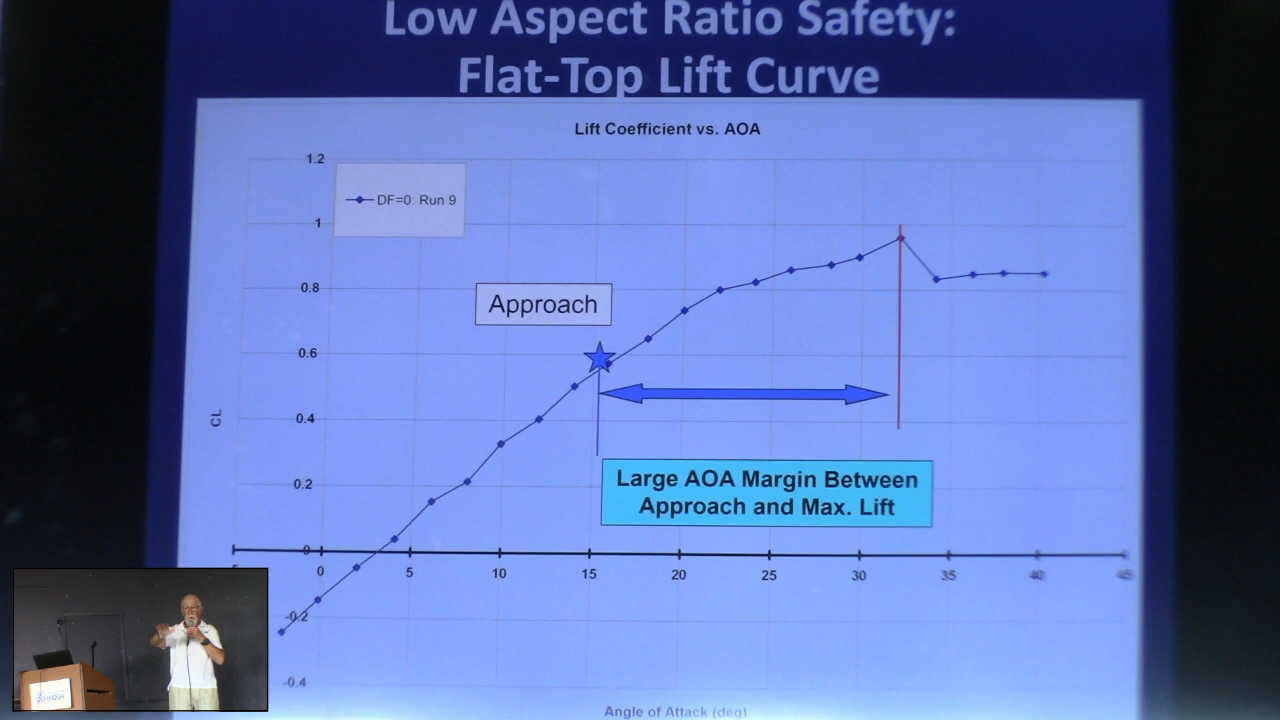 Low Aspect Ratio Safety:
Flat-Top Lift Curve
Lift Coefficient vs. AOA
1.2
DF=0: Run 9
1
0.8
Approach
0.6
0.4
CL
0.2
Large AOA Margin Between
Approach and Max. Lift
0
0 5 10 15 20 25 30 35 40 45
-0.2
-0.4
Angle of Attack (deg)
OSHKOSH